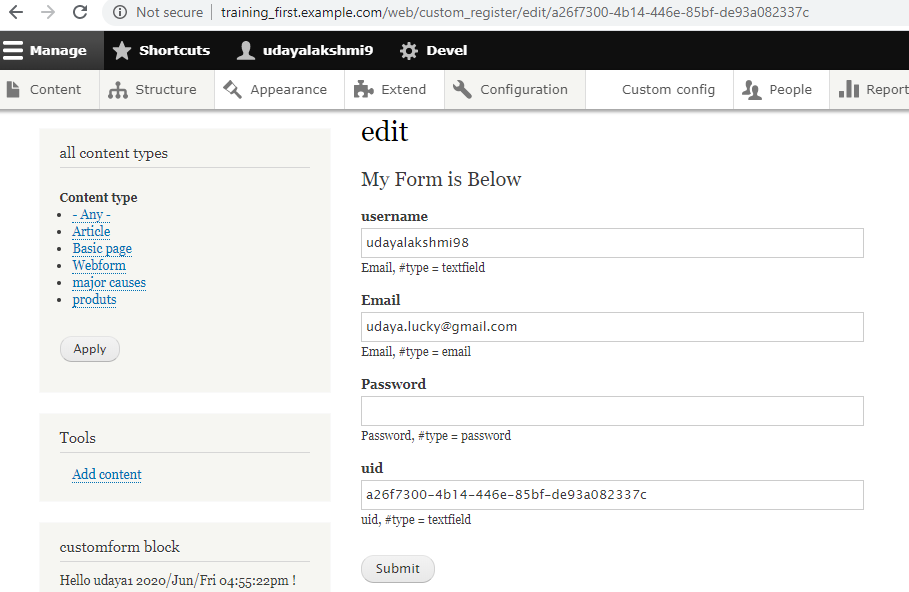 Not secure | training_first.example.com/web/custom_register/edit/a26f7300-4b14-446e-85bf-de93a082337c
Manage Shortcuts udayalakshmi9 Devel
Content Structure Appearance Extend Configuration Custom config People Report
all content types
Content type
- Any -
Article
Basic page
Webform
major causes
produts
Apply
Tools
Add content
customform block
Hello udaya1 2020/Jun/Fri 04:55:22pm !
edit
My Form is Below
username
udayalakshmi98
Email, #type = textfield
Email
udaya.lucky@gmail.com
Email, #type = email
Password
Password, #type = password
uid
a26f7300-4b14-446e-85bf-de93a082337c
uid, #type = textfield
Submit